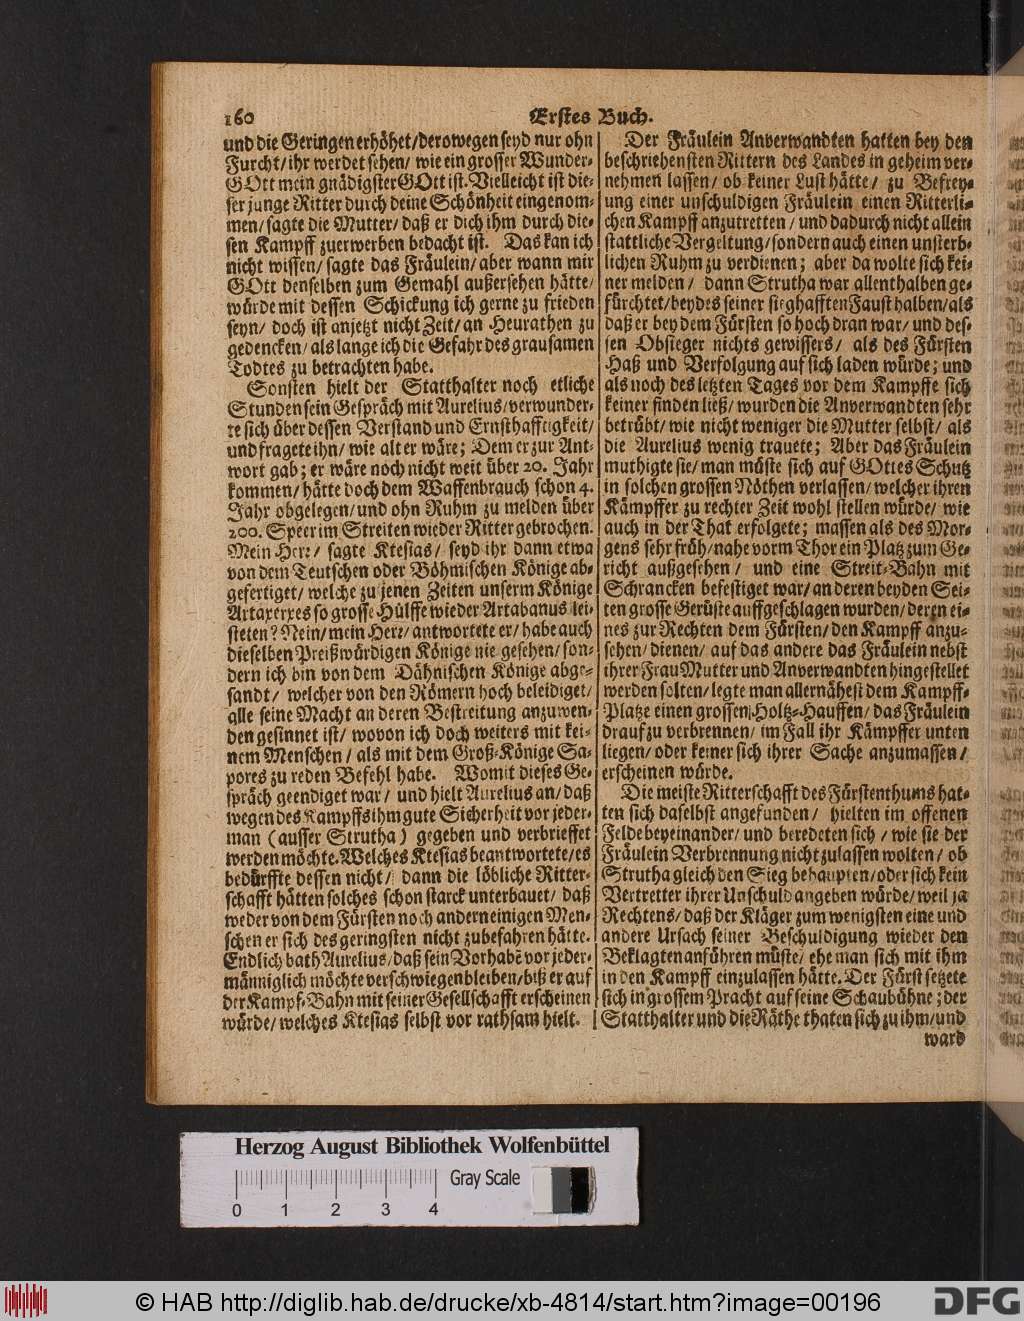 160
Erstes Buch.
und die Geringen erhöhet/derowegen seyd nur ohn
Furcht/ihr werdet sehen/ wie ein grosser Wunder-
GOtt mein gnädigster GOtt ist. Vielleicht ist die-
ser junge Ritter durch deine Schönheit eingenom-
men/ sagte die Mutter/ daß er dich ihm durch die-
sen Kampff zuerwerben bedacht ist. Das kan ich
nicht wissen/ sagte das Fräulein/ aber wann mir
GOtt denselben zum Gemahl außersehen hätte/
würde mit dessen Schickung ich gerne zu frieden
seyn/ doch ist anjetzt nicht Zeit/ an Heurathen zu
gedencken/ als lange ich die Gefahr des grausamen
Todtes zu betrachten habe.
Sonsten hielt der Statthalter noch etliche
Stunden sein Gespräch mit Aurelius/ verwunder-
te sich über dessen Verstand und Ernsthafftigkeit/
und fragete ihn/ wie alt er wäre; Dem er zur Ant-
wort gab; er wäre noch nicht weit über 20. Jahr
kommen/ hätte doch dem Waffenbrauch schon 4.
Jahr obgelegen/ und ohn Ruhm zu melden über
200. Speer im Streiten wieder Ritter gebrochen.
Mein Herr/ sagte Ktesias/ seyd ihr dann etwa
von dem Teutschen oder Böhmischen Könige ab-
gefertiget/ welche zu jenen Zeiten unserm Könige
Artaxerxes so grosse Hülffe wieder Artabanus lei-
steten? Nein/ mein Herr/ antwortete er/ habe auch
dieselben Preißwürdigen Könige nie gesehen/ son-
dern ich bin von dem Dähnischen Könige abge-
sandt/ welcher von den Römern hoch beleidiget/
alle seine Macht an deren Bestreitung anzuwen-
den gesinnet ist/ wovon ich doch weiters mit kei-
nem Menschen/ als mit dem Groß-Könige Sa-
pores zu reden Befehl habe. Womit dieses Ge-
spräch geendiget war/ und hielt Aurelius an/ daß
wegen des Kampffs ihm gute Sicherheit vor jeder-
man (ausser Strutha) gegeben und verbrieffet
werden möchte. Welches Ktesias beantwortete/ es
bedürffte dessen nicht/ dann die löbliche Ritter-
schafft hätten solches schon starck unterbauet/ daß
weder von dem Fürsten noch andern einigen Men-
schen er sich des geringsten nicht zubefahren hätte.
Endlich bath Aurelius/ daß sein Vorhabē vor jeder-
männiglich möchte verschwiegen bleiben/ biß er auf
der Kampf-Bahn mit seiner Gesellschafft erscheinen
würde/ welches Ktesias selbst vor rathsam hielt.
Der Fräulein Anverwandten hatten bey den
beschriehensten Rittern des Landes in geheim ver-
nehmen lassen/ ob keiner Lust hätte/ zu Befrey-
ung einer unschuldigen Fräulein einen Ritterli-
chen Kampff anzutretten/ und dadurch nicht allein
stattliche Vergeltung/ sondern auch einen unsterb-
lichen Ruhm zu verdienen; aber da wolte sich kei-
ner melden/ dann Strutha war allenthalben ge-
fürchtet/ beydes seiner sieghafften Faust halben/ als
daß er bey dem Fürsten so hoch dran war/ und des-
sen Obsieger nichts gewissers/ als des Fürsten
Haß und Verfolgung auf sich laden würde; und
als noch des letzten Tages vor dem Kampffe sich
keiner finden ließ/ wurden die Anverwandten sehr
betrübt/ wie nicht weniger die Mutter selbst/ als
die Aurelius wenig trauete; Aber das Fräulein
muthigte sie/ man müste sich auf GOttes Schutz
in solchen grossen Nöthen verlassen/ welcher ihren
Kämpffer zu rechter Zeit wohl stellen würde/ wie
auch in der That erfolgete; massen als des Mor-
gens sehr früh/ nahe vorm Thor ein Platz zum Ge-
richt außgesehen/ und eine Streit-Bahn mit
Schrancken befestiget war/ an deren beyden Sei-
ten grosse Gerüste auffgeschlagen wurden/ deren ei-
nes zur Rechten dem Fürsten/ den Kampff anzu-
sehen/ dienen/ auf das andere das Fräulein nebst
ihrer Frau Mutter und Anverwandten hingestellet
werden solten/ legte man allernähest dem Kampff-
Platze einen grossen Holtz-Hauffen/ das Fräulein
drauf zu verbrennen/ im Fall ihr Kämpffer unten
liegen/ oder keiner sich ihrer Sache anzumassen/
erscheinen würde.
Die meiste Ritterschafft des Fürstenthums hat-
ten sich daselbst angefunden/ hielten im offenen
Felde beyeinander/ und beredeten sich/ wie sie der
Fräulein Verbrennung nicht zulassen wolten/ ob
Strutha gleich den Sieg behaupten/ oder sich kein
Vertretter ihrer Unschuld angeben würde/ weil ja
Rechtens/ daß der Kläger zum wenigsten eine und
andere Ursach seiner Beschuldigung wieder den
Beklagten anführen müste/ ehe man sich mit ihm
in den Kampff einzulassen hätte. Der Fürst setzete
sich in grossem Pracht auf seine Schaubühne; der
Statthalter und die Räthe thaten sich zu ihm/ und
ward
Herzog August Bibliothek Wolfenbüttel
Gray Scale
0 1 2 3 4
© HAB http://diglib.hab.de/drucke/xb-4814/start.htm?image=00196
DFG